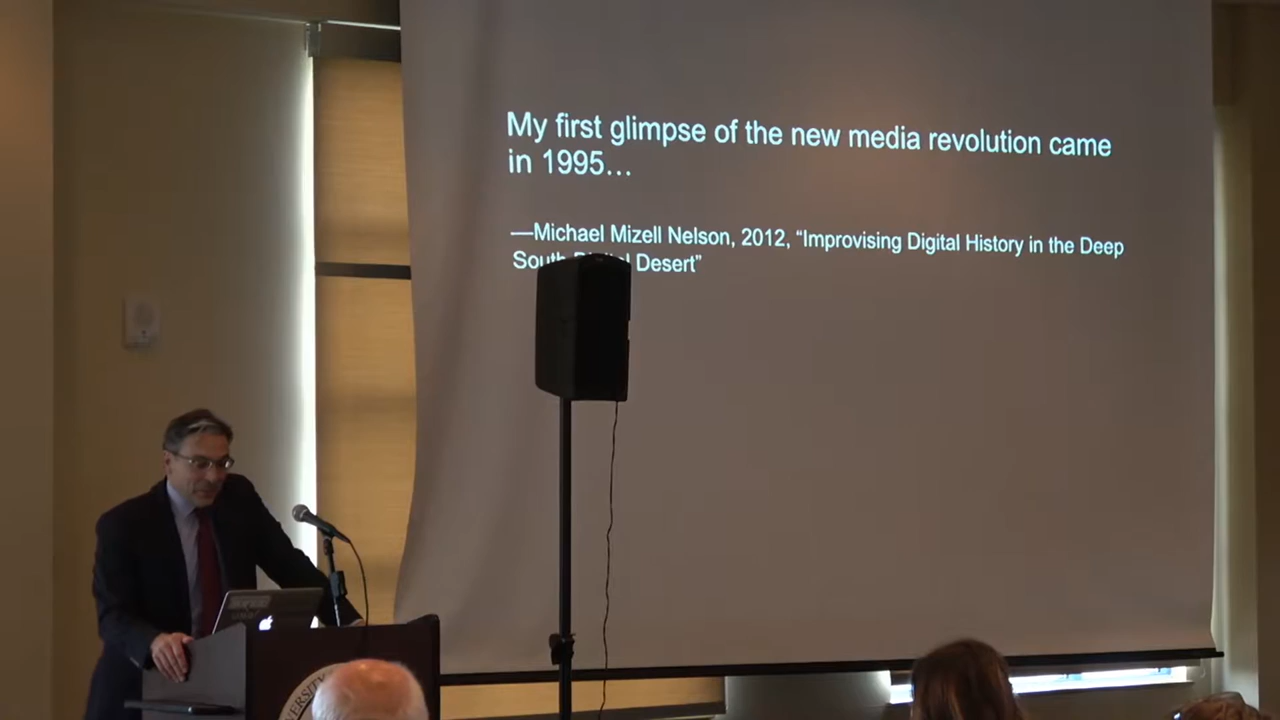 My first glimpse of the new media revolution came
in 1995…
—Michael Mizell Nelson, 2012, “Improvising Digital History in the Deep
South Digital Desert”